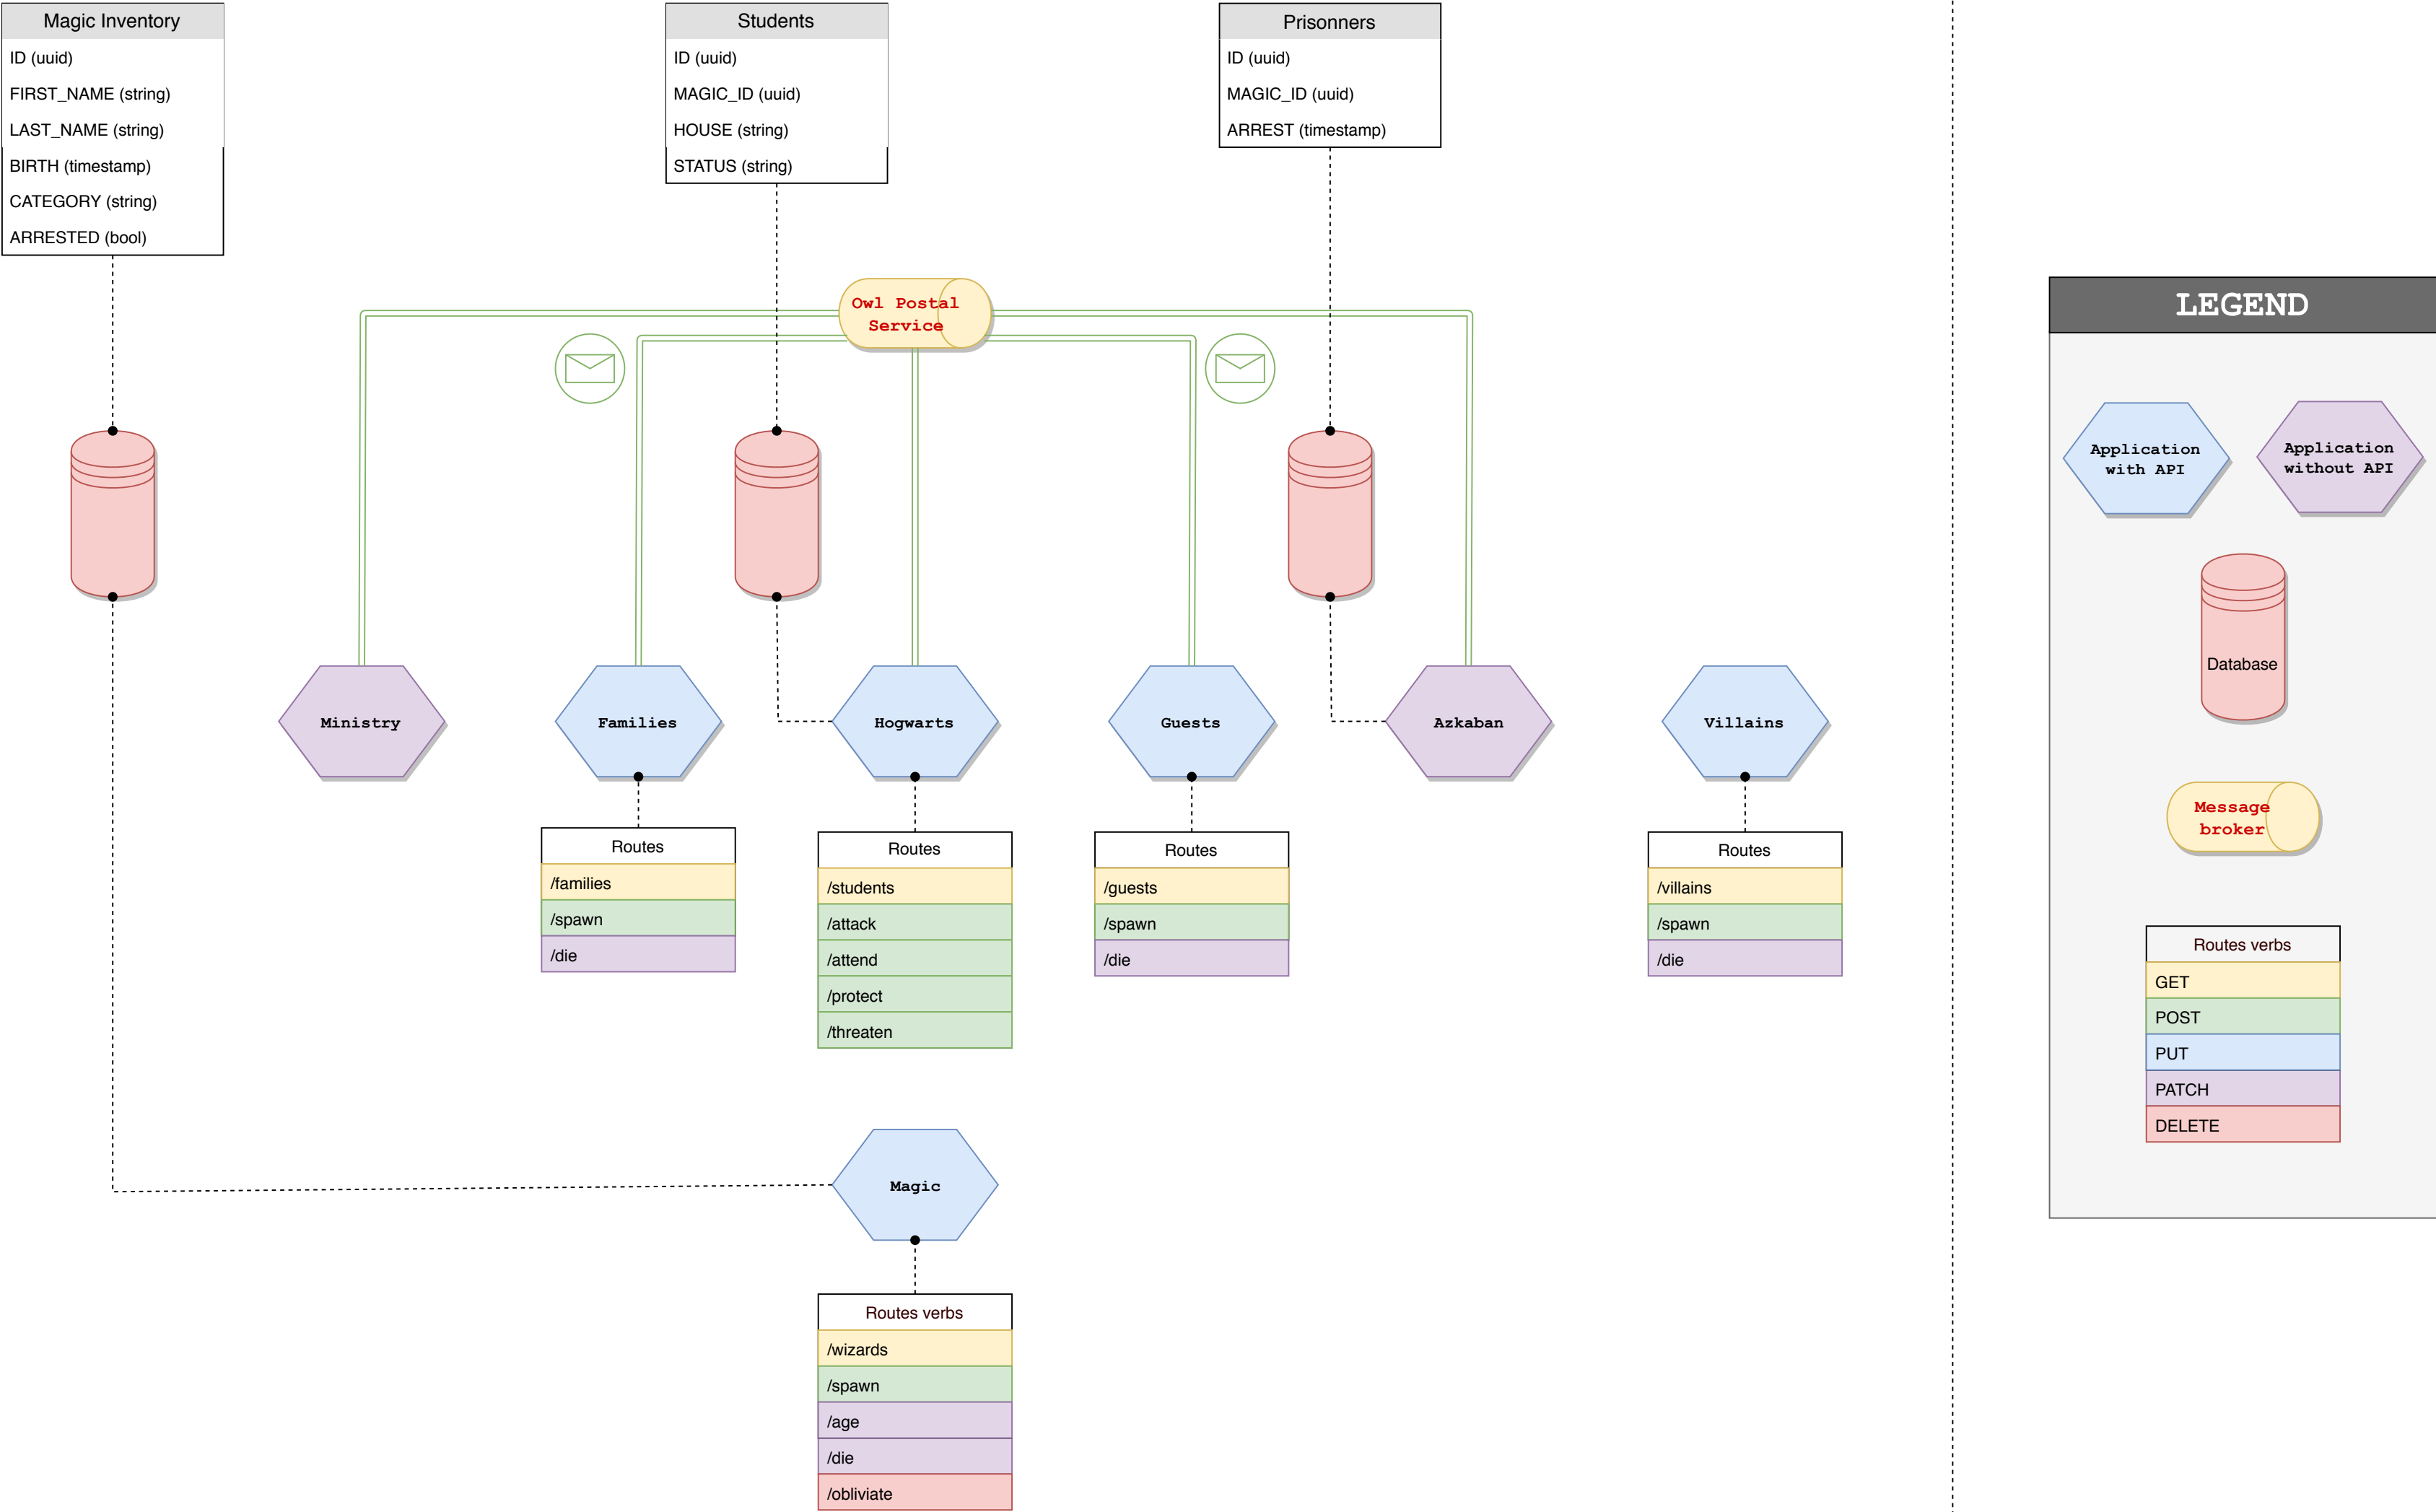 Magic Inventory
ID (uuid)
FIRST_NAME (string)
LAST_NAME (string)
BIRTH (timestamp)
CATEGORY (string)
ARRESTED (bool)
Students
ID (uuid)
MAGIC_ID (uuid)
HOUSE (string)
STATUS (string)
Prisonners
ID (uuid)
MAGIC_ID (uuid)
ARREST (timestamp)
Owl Postal
Service
Ministry
Families
Hogwarts
Guests
Azkaban
Villains
Routes
/families
/spawn
/die
Routes
/students
/attack
/attend
/protect
/threaten
Routes
/guests
/spawn
/die
Routes
/villains
/spawn
/die
Magic
Routes verbs
/wizards
/spawn
/age
/die
/obliviate
LEGEND
Application
with API
Application
without API
Database
Message
broker
Routes verbs
GET
POST
PUT
PATCH
DELETE